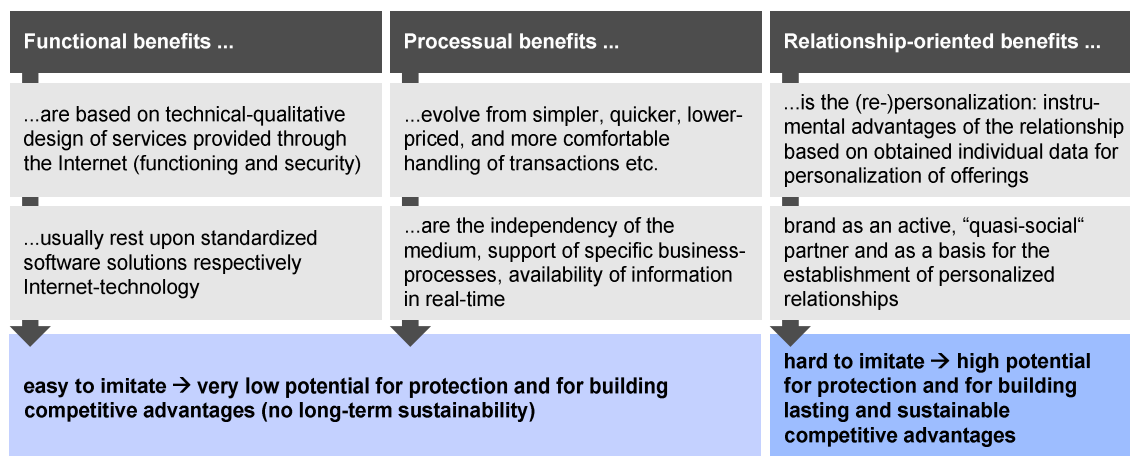 Functional benefits ...
...are based on technical-qualitative
design of services provided through
the Internet (functioning and security)
...usually rest upon standardized
software solutions respectively
Internet-technology
Processual benefits ...
...evolve from simpler, quicker, lower-
priced, and more comfortable
handling of transactions etc.
...are the independency of the
medium, support of specific business-
processes, availability of information
in real-time
easy to imitate → very low potential for protection and for building
competitive advantages (no long-term sustainability)
Relationship-oriented benefits ...
...is the (re-)personalization: instru-
mental advantages of the relationship
based on obtained individual data for
personalization of offerings
brand as an active, “quasi-social“
partner and as a basis for the
establishment of personalized
relationships
hard to imitate → high potential
for protection and for building
lasting and sustainable
competitive advantages